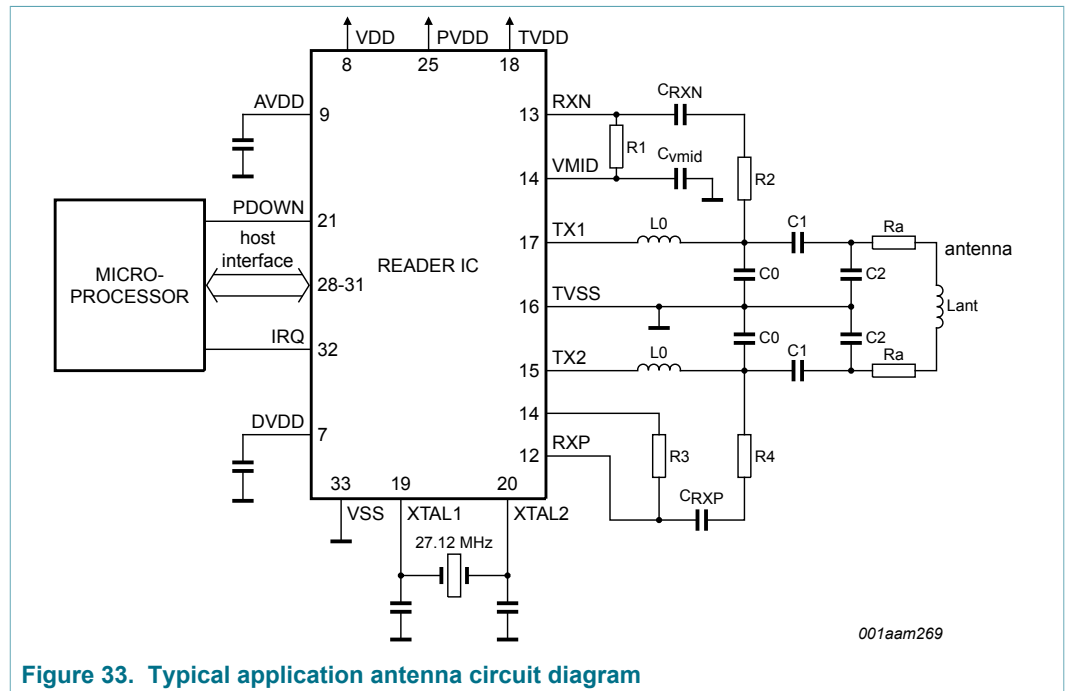 VDD PVDD TVDD
8 25 18
AVDD 9
13 RXN CRXN
R1
14 VMID Cvmid
R2
PDOWN 21
17 TX1 L0 C1 Ra
antenna
host
interface
READER IC
C0 C2
MICRO-
PROCESSOR
28-31
16 TVSS
Lant
C0 C2
IRQ 32
15 TX2 L0 C1 Ra
14
DVDD 7
12 RXP
R3 R4
33 19 20
CRXP
VSS XTAL1 XTAL2
27.12 MHz
001aam269
Figure 33. Typical application antenna circuit diagram